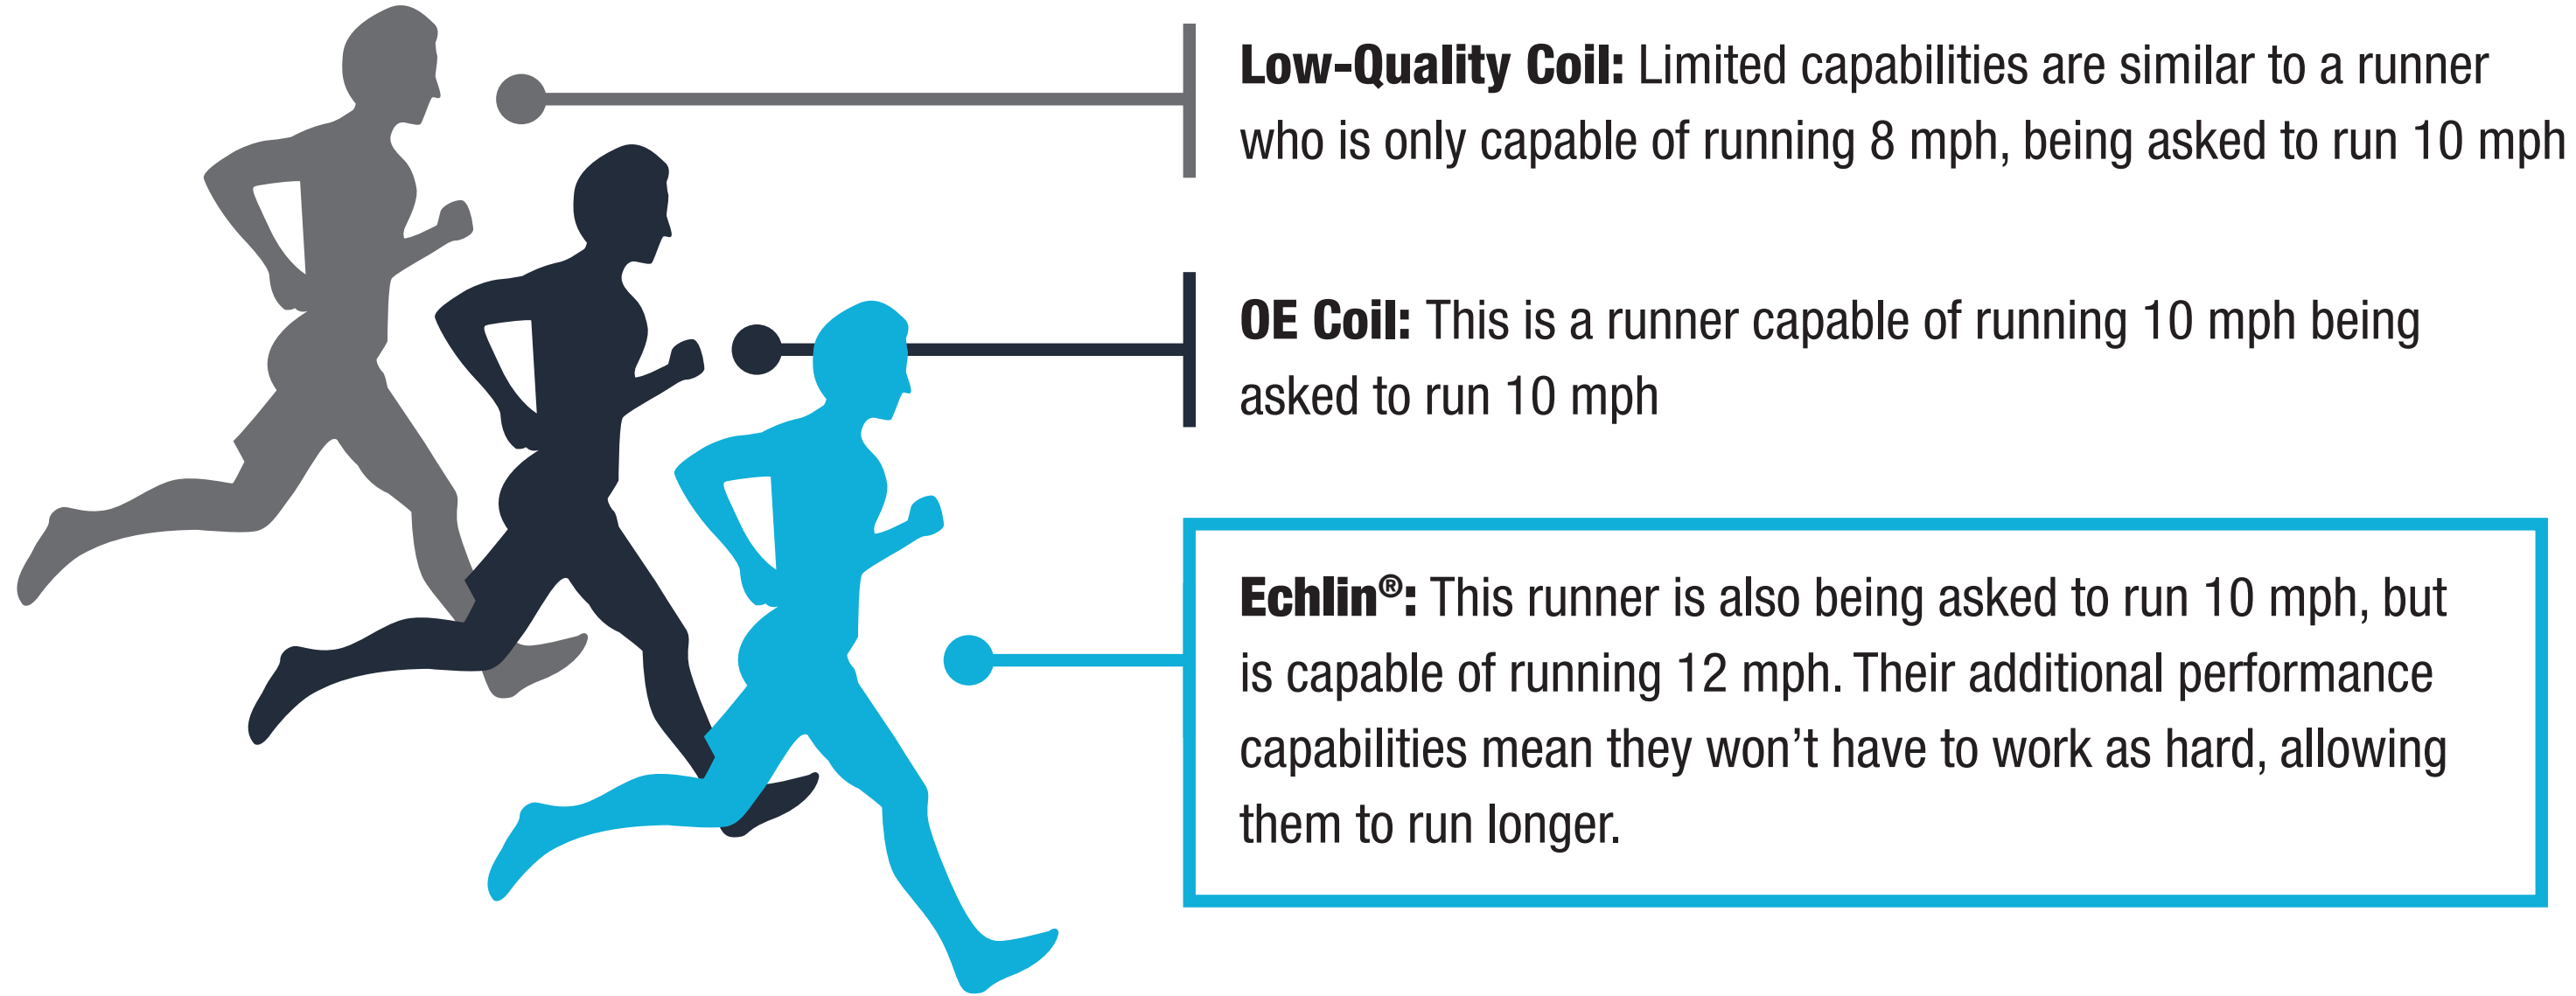 Low-Quality Coil: Limited capabilities are similar to a runner
who is only capable of running 8 mph, being asked to run 10 mph
OE Coil: This is a runner capable of running 10 mph being
asked to run 10 mph
Echlin®: This runner is also being asked to run 10 mph, but
is capable of running 12 mph. Their additional performance
capabilities mean they won’t have to work as hard, allowing
them to run longer.